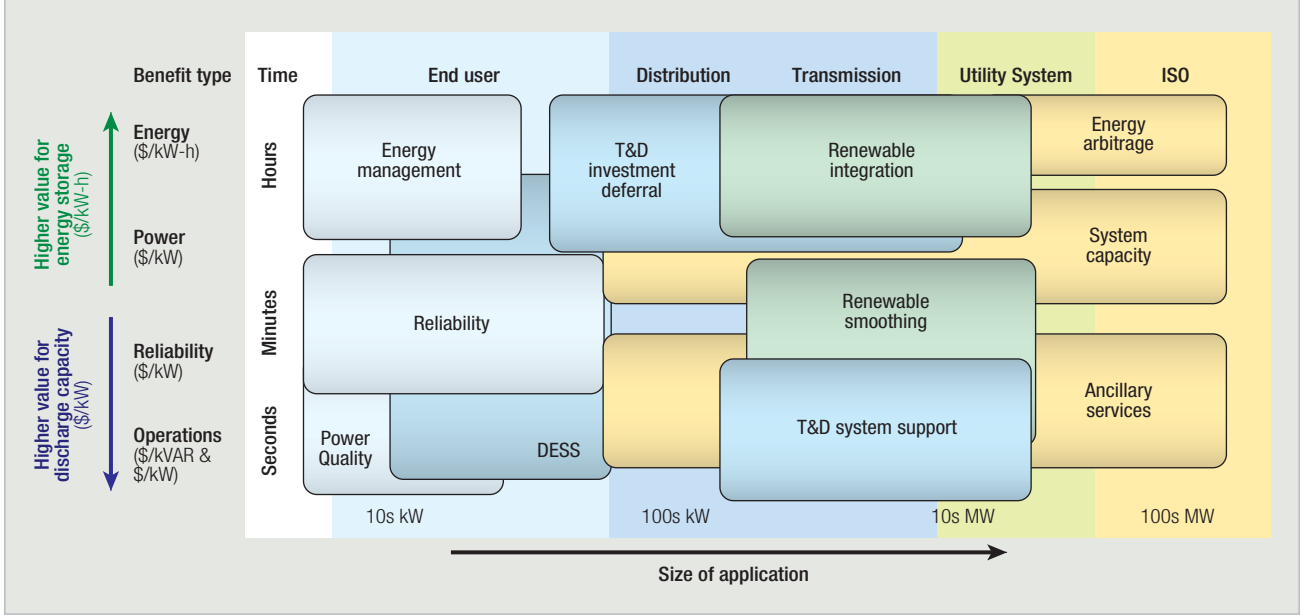 Benefit type
Time
End user
Distribution
Transmission
Utility System
ISO
Higher value for
energy storage
($/kW-h)
Higher value for
discharge capacity
($/kW)
Energy
($/kW-h)
Power
($/kW)
Reliability
($/kW)
Operations
($/kVAR &
$/kW)
Hours
Minutes
Seconds
Energy
management
T&D
investment
deferral
Renewable
integration
Energy
arbitrage
System
capacity
Reliability
Renewable
smoothing
Power
Quality
DESS
T&D system support
Ancillary
services
10s kW
100s kW
10s MW
100s MW
Size of application